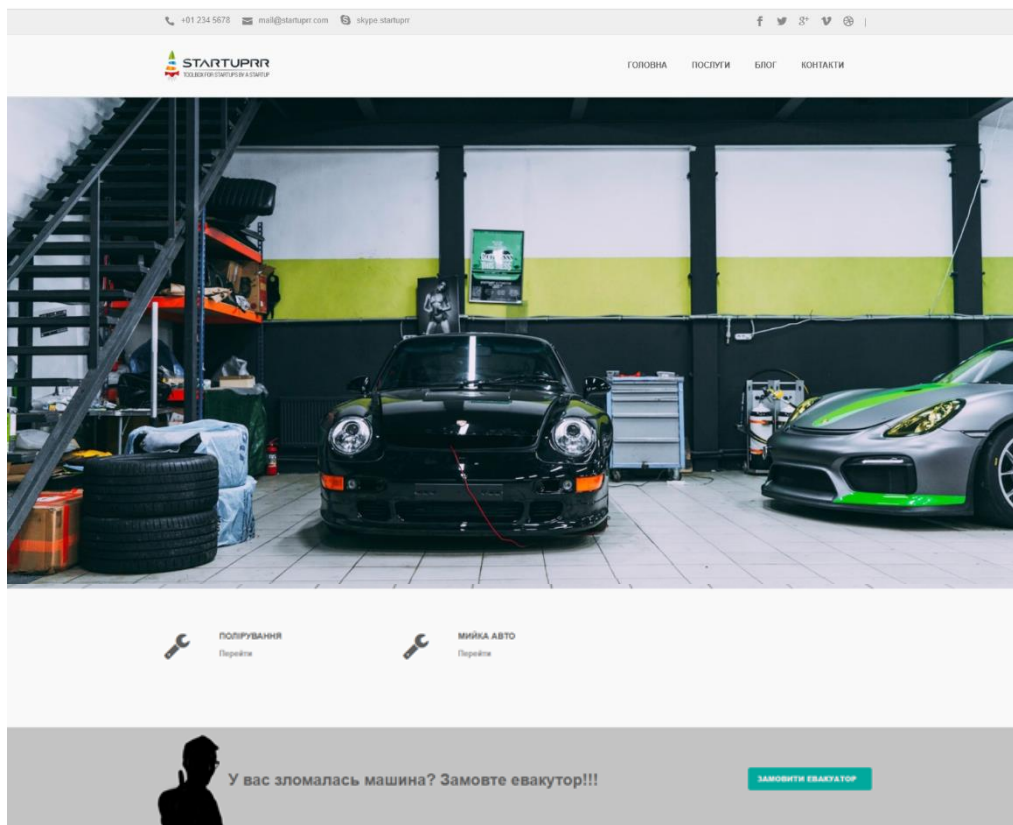 +01 234 5678 mail@startuprr.com skype startuprr
STARTUPRR
TOOLBOX FOR STARTUPS BY A STARTUP
ГОЛОВНА ПОСЛУГИ БЛОГ КОНТАКТИ
ПОЛІРУВАННЯ
Перейти
МИЙКА АВТО
Перейти
У вас зломалась машина? Замовте евакутор!!!
ЗАМОВИТИ ЕВАКУАТОР